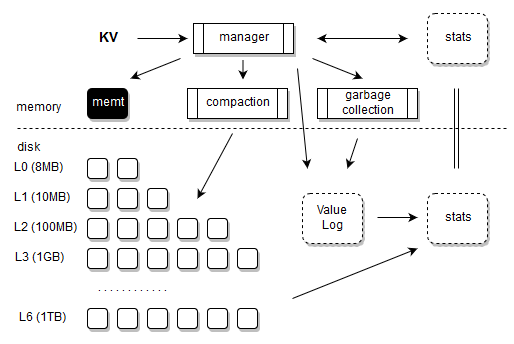 KV
manager
stats
memt
compaction
garbage
collection
memory
disk
L0 (8MB)
L1 (10MB)
L2 (100MB)
L3 (1GB)
Value
Log
stats
............
L6 (1TB)